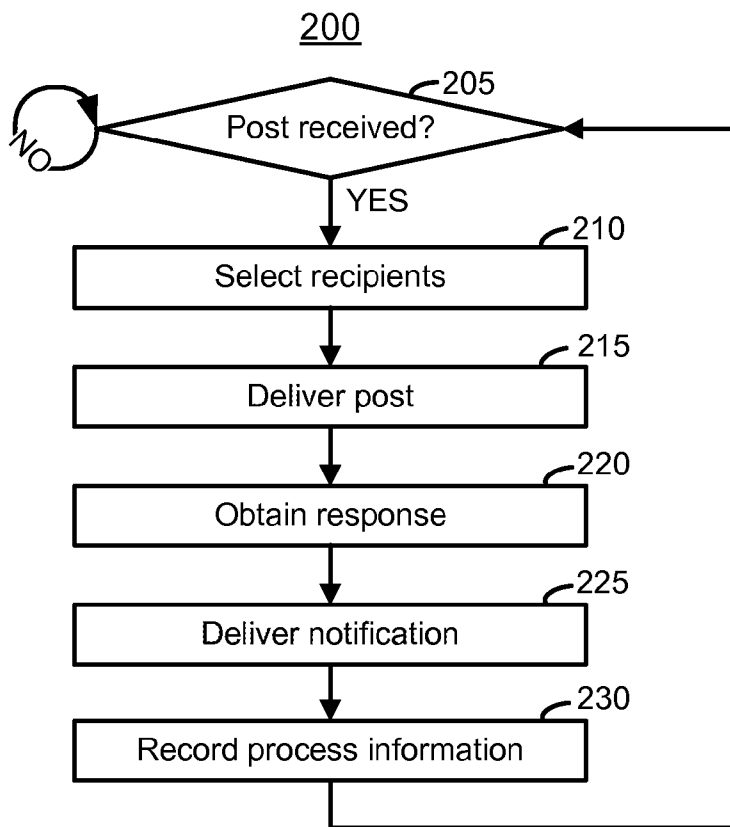 200
205
Post received?
NO
YES
210
Select recipients
215
Deliver post
220
Obtain response
225
Deliver notification
230
Record process information